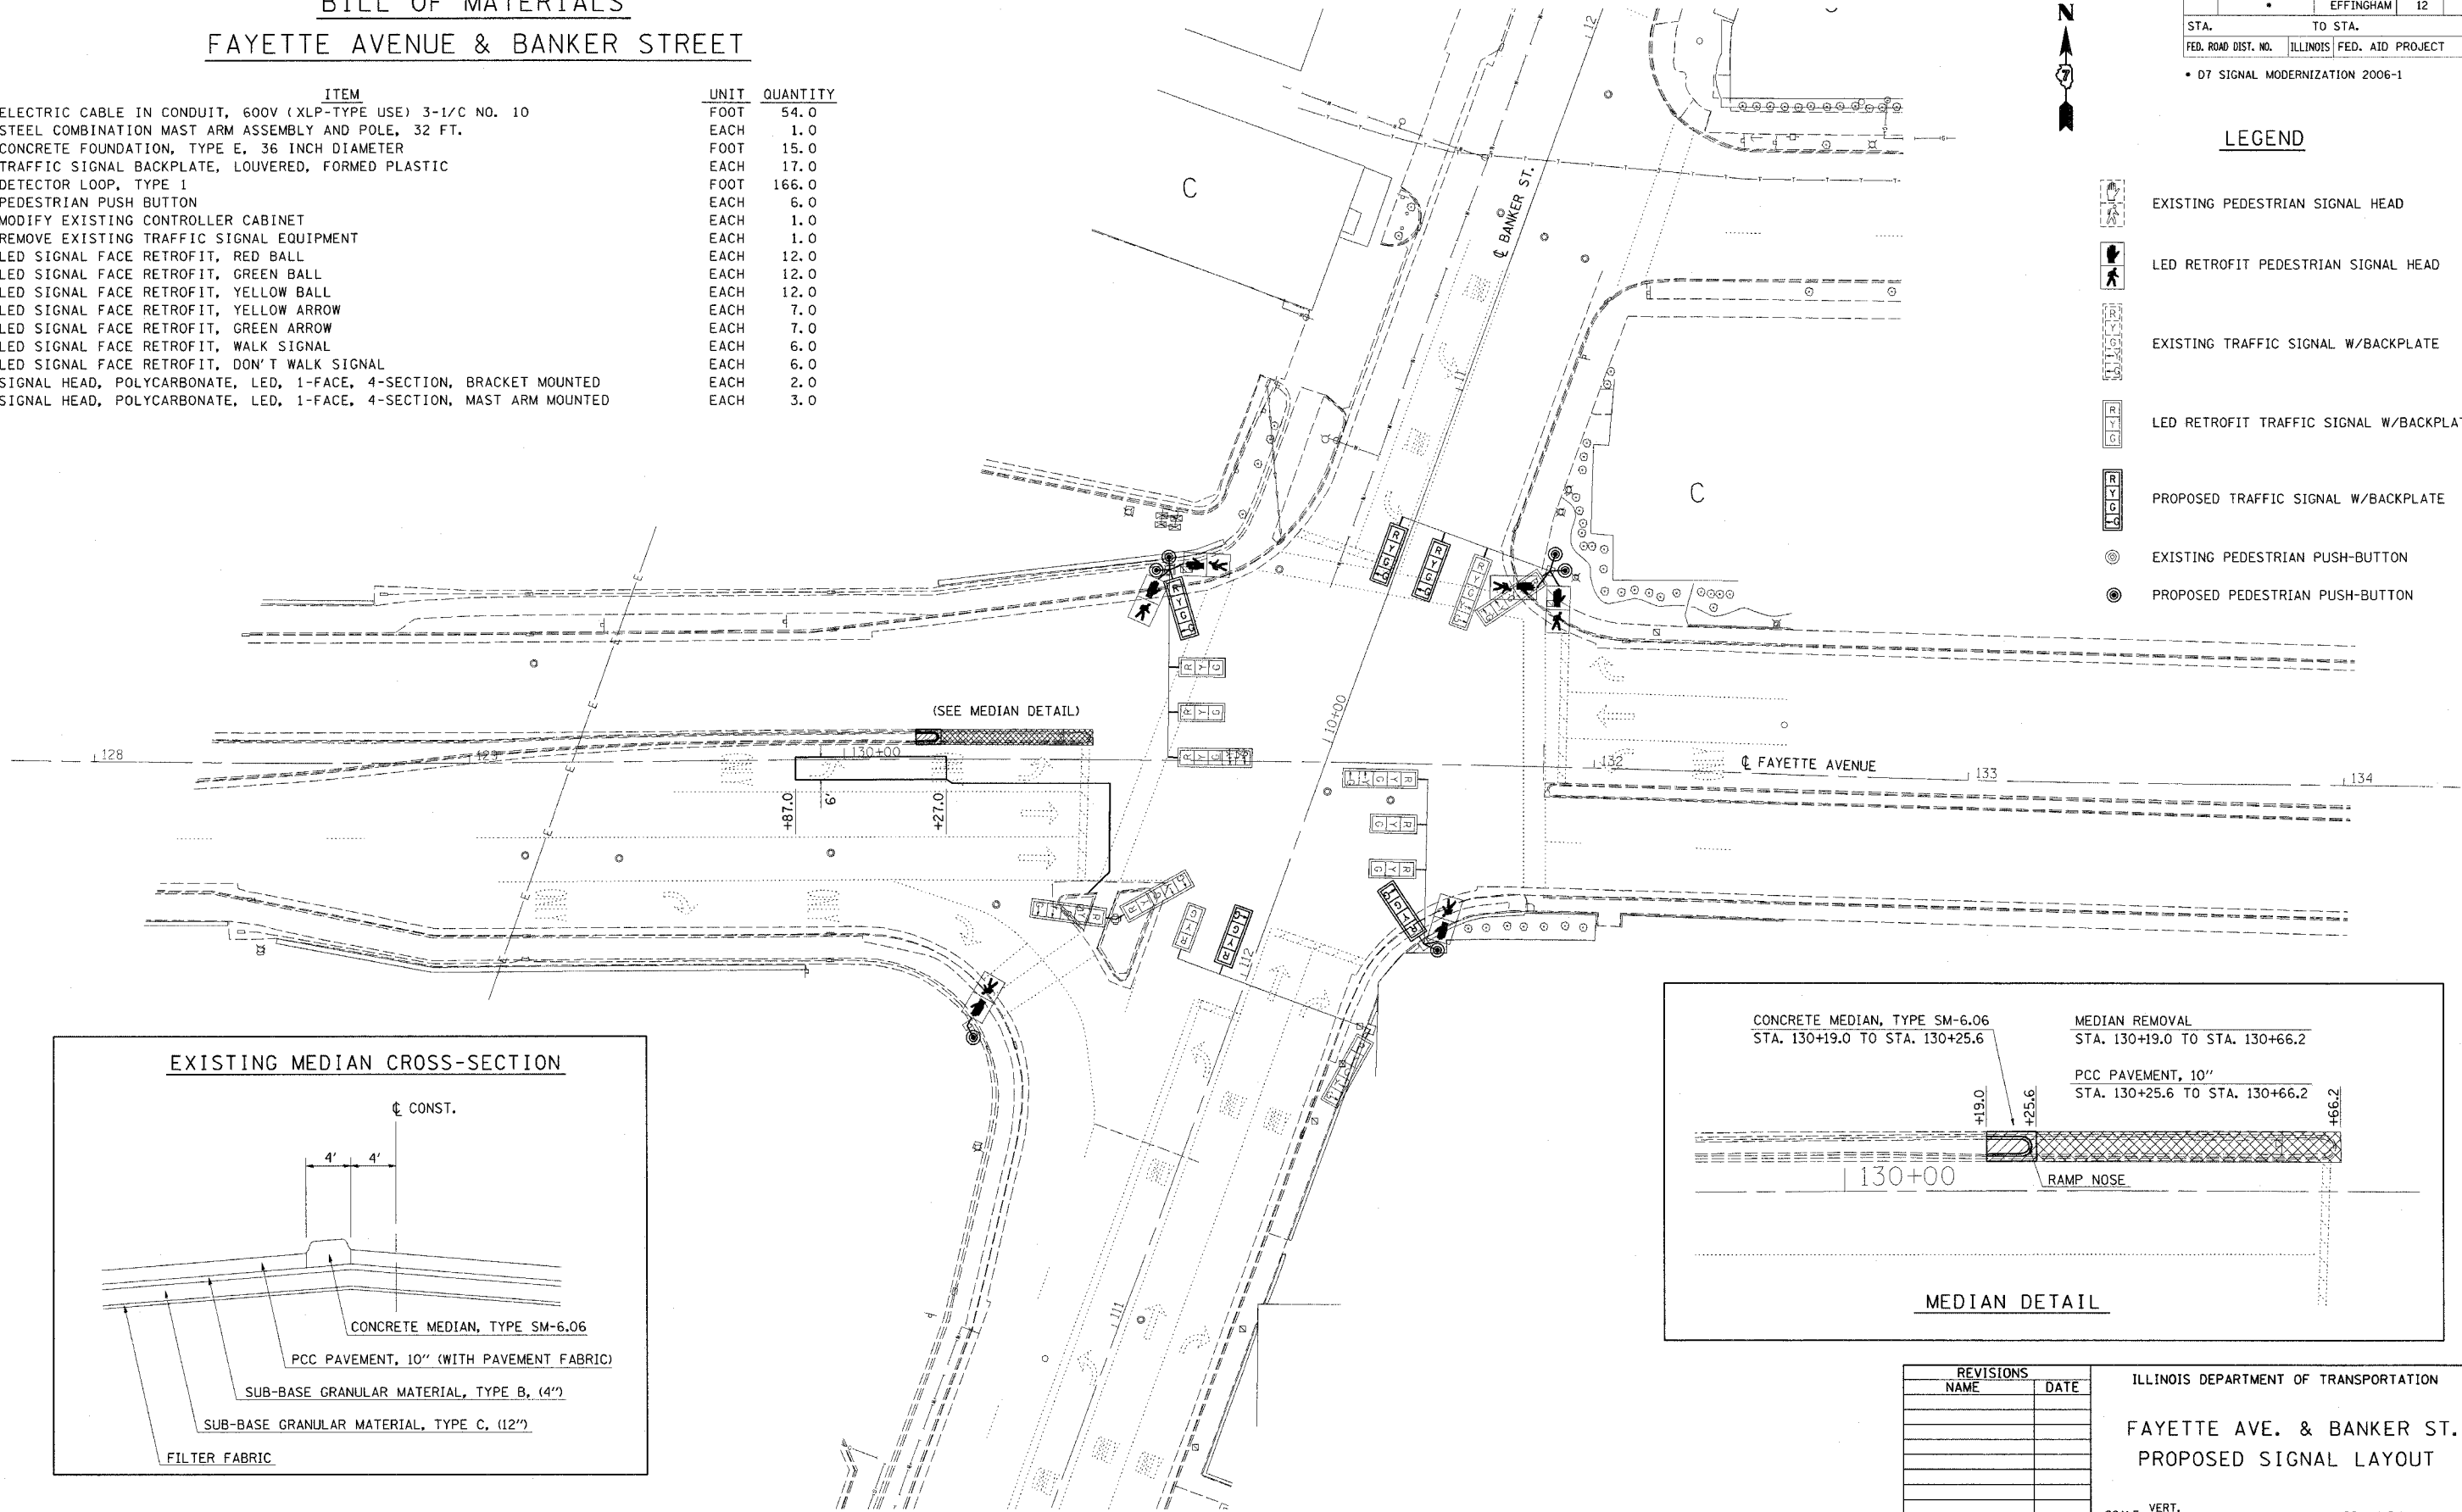 BILL OF MATERIALS
FAYETTE AVENUE & BANKER STREET
ITEM UNIT QUANTITY
ELECTRIC CABLE IN CONDUIT, 600V (XLP-TYPE USE) 3-1/C NO. 10 FOOT 54.0
STEEL COMBINATION MAST ARM ASSEMBLY AND POLE, 32 FT. EACH 1.0
CONCRETE FOUNDATION, TYPE E, 36 INCH DIAMETER FOOT 15.0
TRAFFIC SIGNAL BACKPLATE, LOUVERED, FORMED PLASTIC EACH 17.0
DETECTOR LOOP, TYPE 1 FOOT 166.0
PEDESTRIAN PUSH BUTTON EACH 6.0
MODIFY EXISTING CONTROLLER CABINET EACH 1.0
REMOVE EXISTING TRAFFIC SIGNAL EQUIPMENT EACH 1.0
LED SIGNAL FACE RETROFIT, RED BALL EACH 12.0
LED SIGNAL FACE RETROFIT, GREEN BALL EACH 12.0
LED SIGNAL FACE RETROFIT, YELLOW BALL EACH 12.0
LED SIGNAL FACE RETROFIT, YELLOW ARROW EACH 7.0
LED SIGNAL FACE RETROFIT, GREEN ARROW EACH 7.0
LED SIGNAL FACE RETROFIT, WALK SIGNAL EACH 6.0
LED SIGNAL FACE RETROFIT, DON'T WALK SIGNAL EACH 6.0
SIGNAL HEAD, POLYCARBONATE, LED, 1-FACE, 4-SECTION, BRACKET MOUNTED EACH 2.0
SIGNAL HEAD, POLYCARBONATE, LED, 1-FACE, 4-SECTION, MAST ARM MOUNTED EACH 3.0
N
7
• EFFINGHAM 12
STA. TO STA.
FED. ROAD DIST. NO. ILLINOIS FED. AID PROJECT
• D7 SIGNAL MODERNIZATION 2006-1
LEGEND
EXISTING PEDESTRIAN SIGNAL HEAD
LED RETROFIT PEDESTRIAN SIGNAL HEAD
EXISTING TRAFFIC SIGNAL W/BACKPLATE
LED RETROFIT TRAFFIC SIGNAL W/BACKPLAT
PROPOSED TRAFFIC SIGNAL W/BACKPLATE
EXISTING PEDESTRIAN PUSH-BUTTON
PROPOSED PEDESTRIAN PUSH-BUTTON
12
C
℄ BANKER ST.
11
C
(SEE MEDIAN DETAIL)
110+00
128
129
130+00
132
℄ FAYETTE AVENUE
133
134
+87.0
6'
+27.0
112
111
EXISTING MEDIAN CROSS-SECTION
℄ CONST.
4' 4'
CONCRETE MEDIAN, TYPE SM-6.06
PCC PAVEMENT, 10" (WITH PAVEMENT FABRIC)
SUB-BASE GRANULAR MATERIAL, TYPE B, (4")
SUB-BASE GRANULAR MATERIAL, TYPE C, (12")
FILTER FABRIC
CONCRETE MEDIAN, TYPE SM-6.06
STA. 130+19.0 TO STA. 130+25.6
MEDIAN REMOVAL
STA. 130+19.0 TO STA. 130+66.2
PCC PAVEMENT, 10"
STA. 130+25.6 TO STA. 130+66.2
+19.0
+25.6
+66.2
130+00
RAMP NOSE
MEDIAN DETAIL
REVISIONS
NAME DATE
ILLINOIS DEPARTMENT OF TRANSPORTATION
FAYETTE AVE. & BANKER ST.
PROPOSED SIGNAL LAYOUT
VERT.